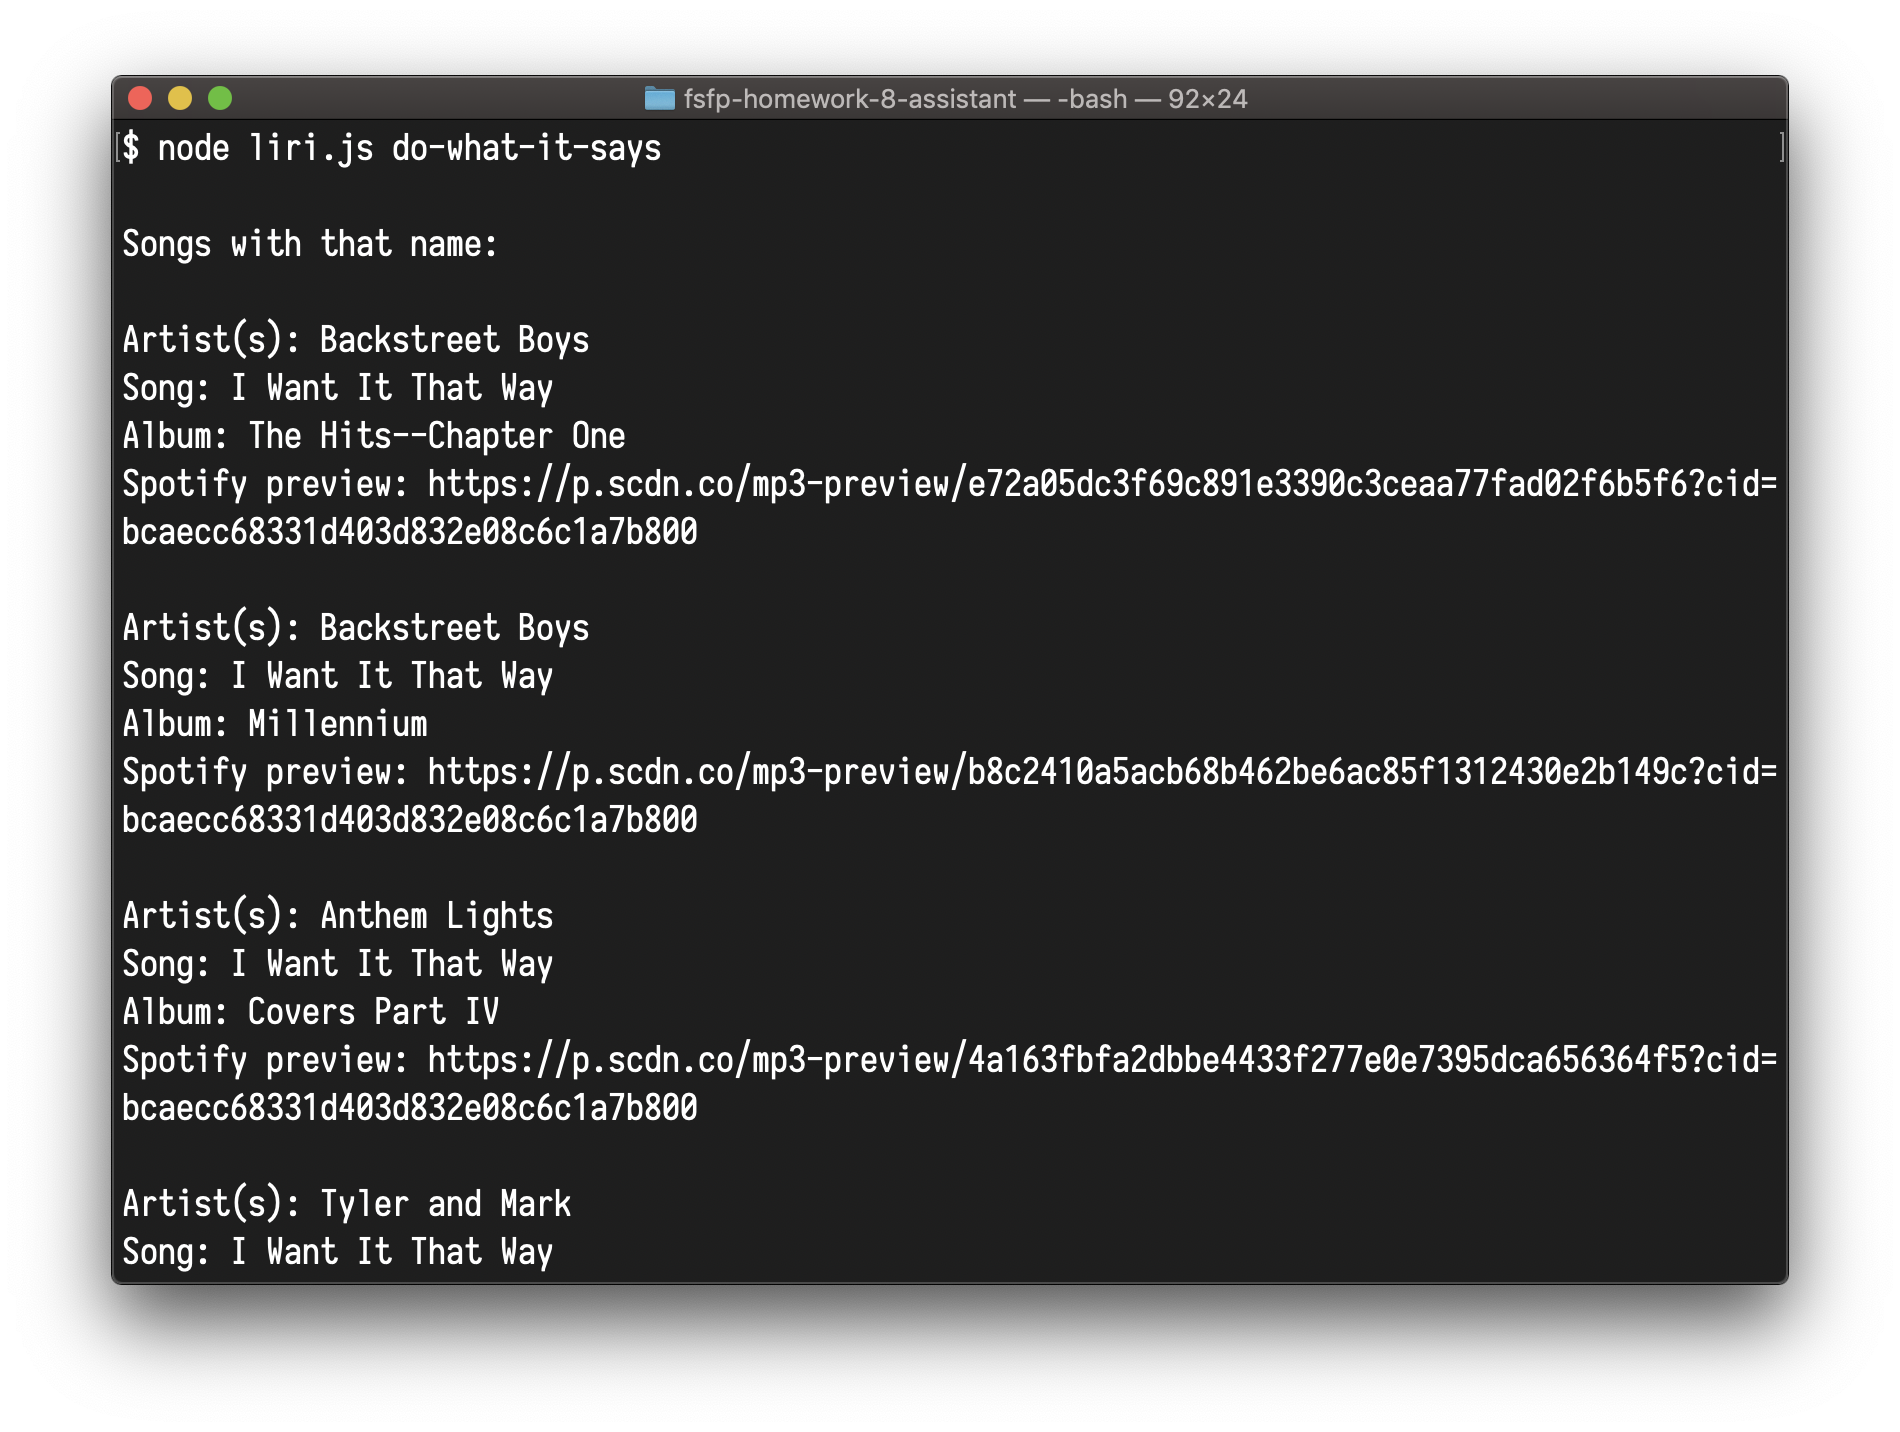 fsfp-homework-8-assistant — -bash — 92×24
[$ node liri.js do-what-it-says ]
Songs with that name:
Artist(s): Backstreet Boys
Song: I Want It That Way
Album: The Hits--Chapter One
Spotify preview: https://p.scdn.co/mp3-preview/e72a05dc3f69c891e3390c3ceaa77fad02f6b5f6?cid=
bcaecc68331d403d832e08c6c1a7b800
Artist(s): Backstreet Boys
Song: I Want It That Way
Album: Millennium
Spotify preview: https://p.scdn.co/mp3-preview/b8c2410a5acb68b462be6ac85f1312430e2b149c?cid=
bcaecc68331d403d832e08c6c1a7b800
Artist(s): Anthem Lights
Song: I Want It That Way
Album: Covers Part IV
Spotify preview: https://p.scdn.co/mp3-preview/4a163fbfa2dbbe4433f277e0e7395dca656364f5?cid=
bcaecc68331d403d832e08c6c1a7b800
Artist(s): Tyler and Mark
Song: I Want It That Way